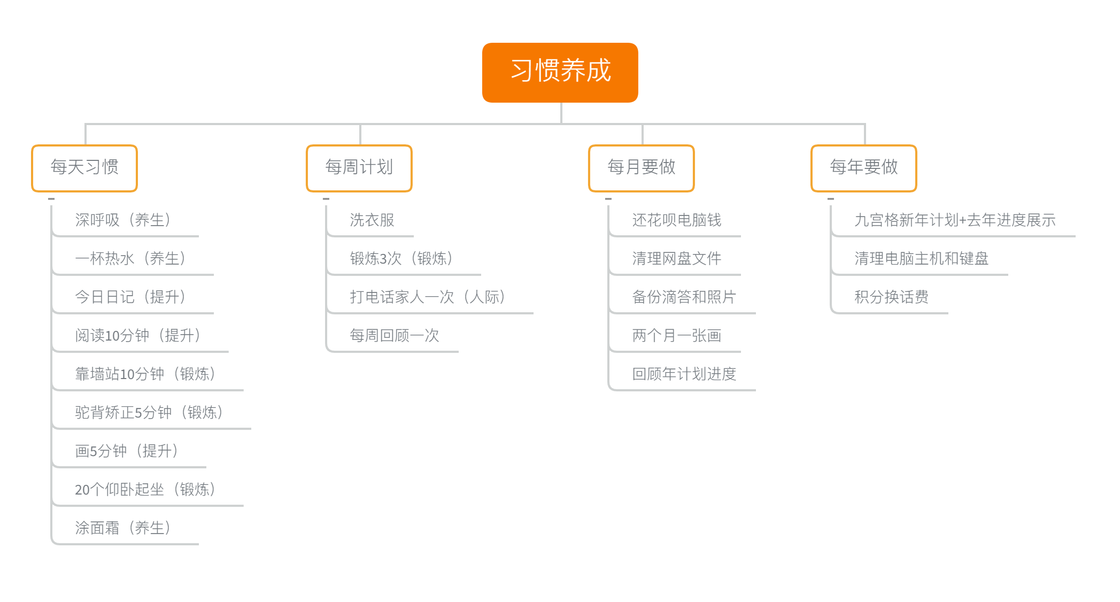 习惯养成
每天习惯
深呼吸（养生）
一杯热水（养生）
今日日记（提升）
阅读10分钟（提升）
靠墙站10分钟（锻炼）
驼背矫正5分钟（锻炼）
画5分钟（提升）
20个仰卧起坐（锻炼）
涂面霜（养生）
每周计划
洗衣服
锻炼3次（锻炼）
打电话家人一次（人际）
每周回顾一次
每月要做
还花呗电脑钱
清理网盘文件
备份滴答和照片
两个月一张画
回顾年计划进度
每年要做
九宫格新年计划+去年进度展示
清理电脑主机和键盘
积分换话费